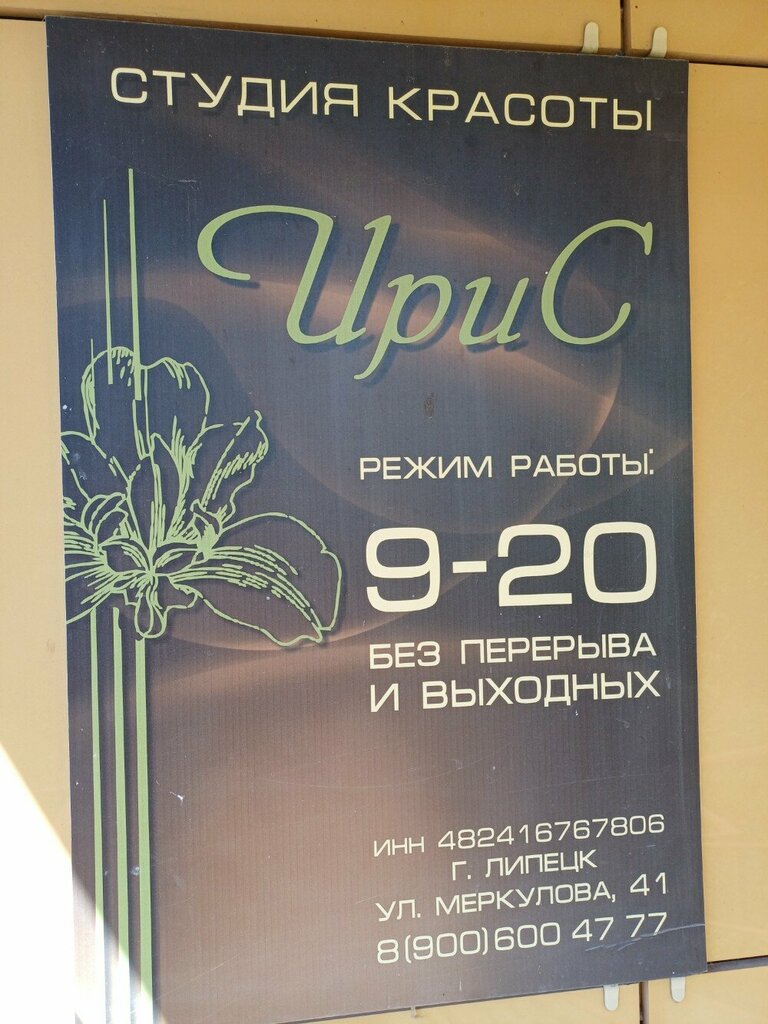 СТУДИЯ КРАСОТЫ
ИриС
РЕЖИМ РАБОТЫ:
9-20
БЕЗ ПЕРЕРЫВА
И ВЫХОДНЫХ
ИНН 482416767806
Г. ЛИПЕЦК
УЛ. МЕРКУЛОВА, 41
8(900)600 47 77